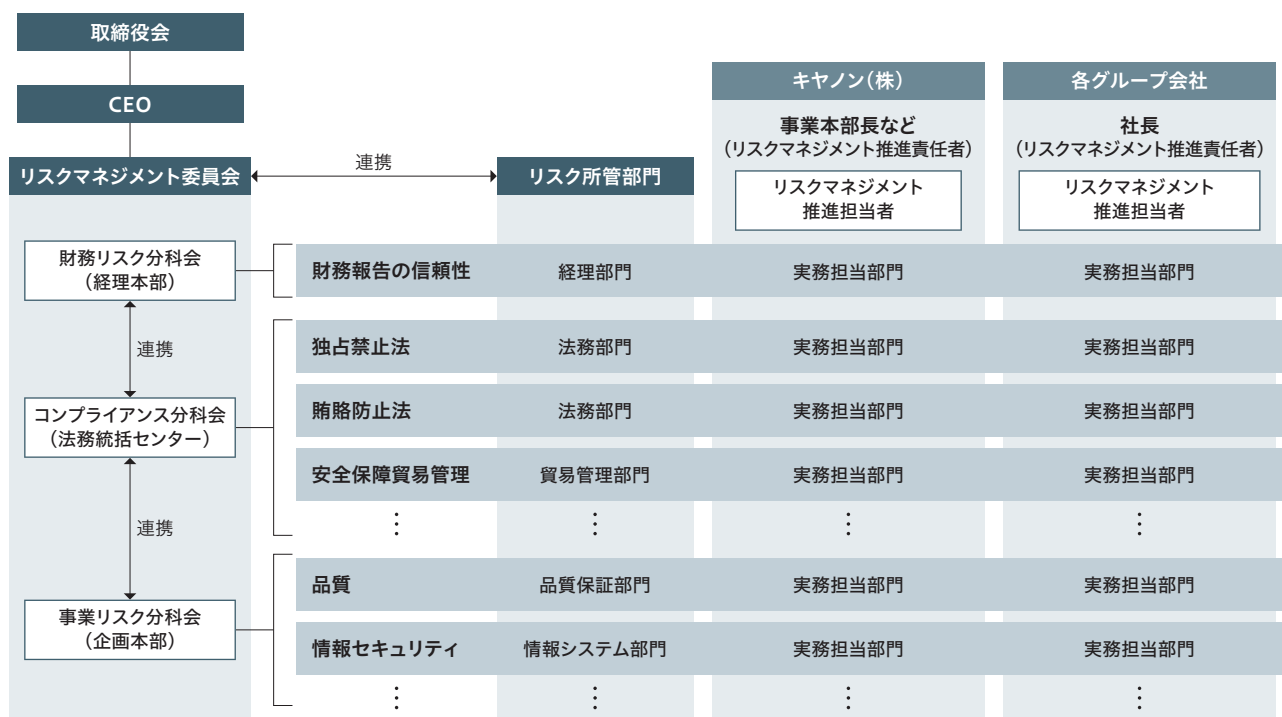 取締役会
CEO
リスクマネジメント委員会
連携
リスク所管部門
キヤノン(株)
事業本部長など
(リスクマネジメント推進責任者)
リスクマネジメント
推進担当者
各グループ会社
社長
(リスクマネジメント推進責任者)
リスクマネジメント
推進担当者
財務リスク分科会
(経理本部)
財務報告の信頼性
経理部門
実務担当部門
実務担当部門
連携
独占禁止法
法務部門
実務担当部門
実務担当部門
コンプライアンス分科会
(法務統括センター)
賄賂防止法
法務部門
実務担当部門
実務担当部門
安全保障貿易管理
貿易管理部門
実務担当部門
実務担当部門
⋮
⋮
⋮
⋮
連携
事業リスク分科会
(企画本部)
品質
品質保証部門
実務担当部門
実務担当部門
情報セキュリティ
情報システム部門
実務担当部門
実務担当部門
⋮
⋮
⋮
⋮